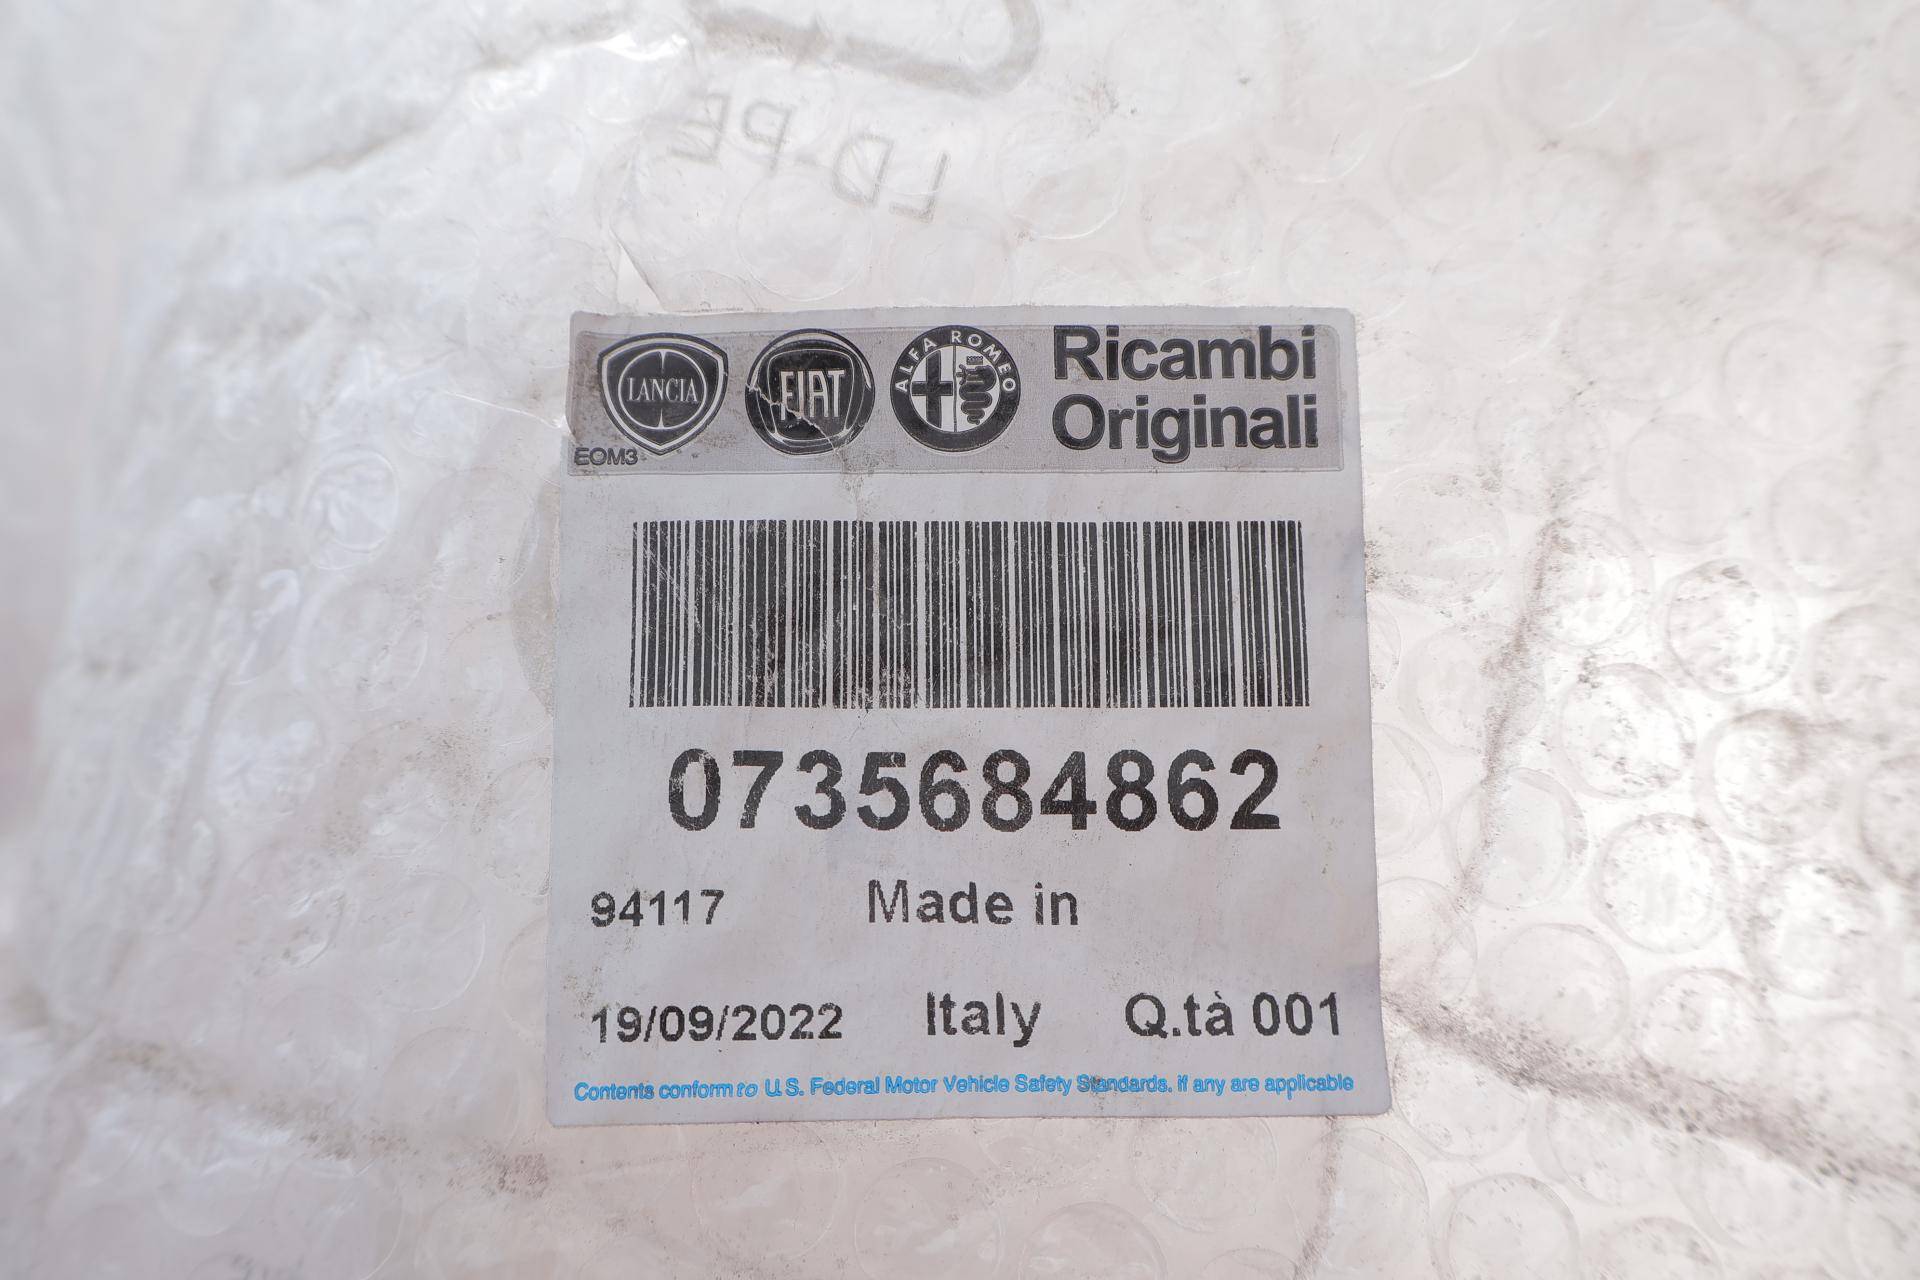 LD-PE
LANCIA
FIAT
ALFA ROMEO
Ricambi
Originali
EOM3
0735684862
94117 Made in
19/09/2022 Italy Q.tà 001
Contents conform to U.S. Federal Motor Vehicle Safety Standards. if any are applicable